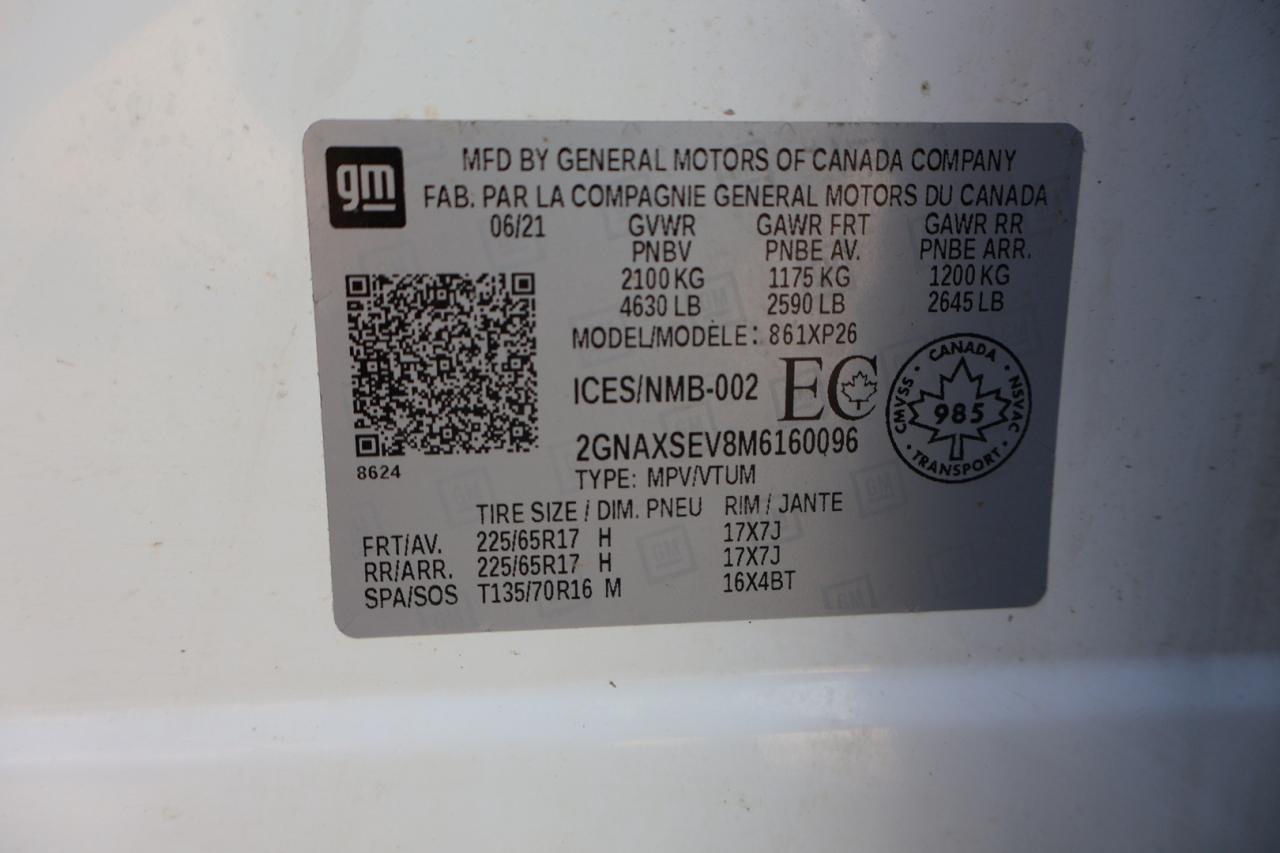 gm
MFD BY GENERAL MOTORS OF CANADA COMPANY
FAB. PAR LA COMPAGNIE GENERAL MOTORS DU CANADA
06/21 GVWR GAWR FRT GAWR RR
PNBV PNBE AV. PNBE ARR.
2100 KG 1175 KG 1200 KG
4630 LB 2590 LB 2645 LB
MODEL/MODÈLE: 861XP26
ICES/NMB-002 EC
CANADA
CMVSS 985 NSVAC
TRANSPORT
2GNAXSEV8M6160096
8624
TYPE: MPV/VTUM
TIRE SIZE / DIM. PNEU RIM / JANTE
FRT/AV. 225/65R17 H 17X7J
RR/ARR. 225/65R17 H 17X7J
SPA/SOS T135/70R16 M 16X4BT